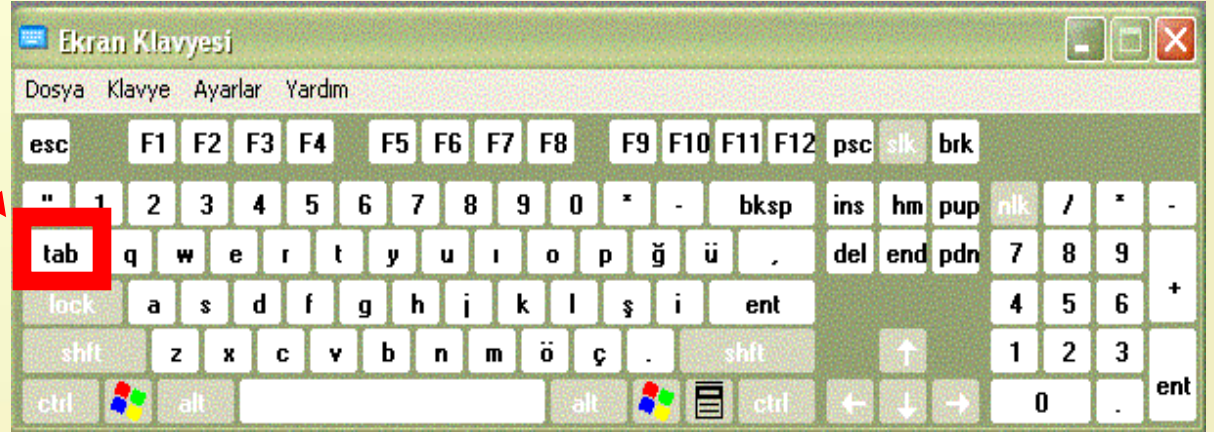 Ekran Klavyesi
Dosya Klavye Ayarlar Yardım
esc F1 F2 F3 F4 F5 F6 F7 F8 F9 F10 F11 F12 psc slk brk
" 1 2 3 4 5 6 7 8 9 0 * - bksp ins hm pup nlk / * -
tab q w e r t y u ı o p ğ ü , del end pdn 7 8 9 +
lock a s d f g h j k l ş i ent 4 5 6
shft z x c v b n m ö ç . shft ↑ 1 2 3 ent
ctrl alt alt ctrl ← ↓ → 0 .